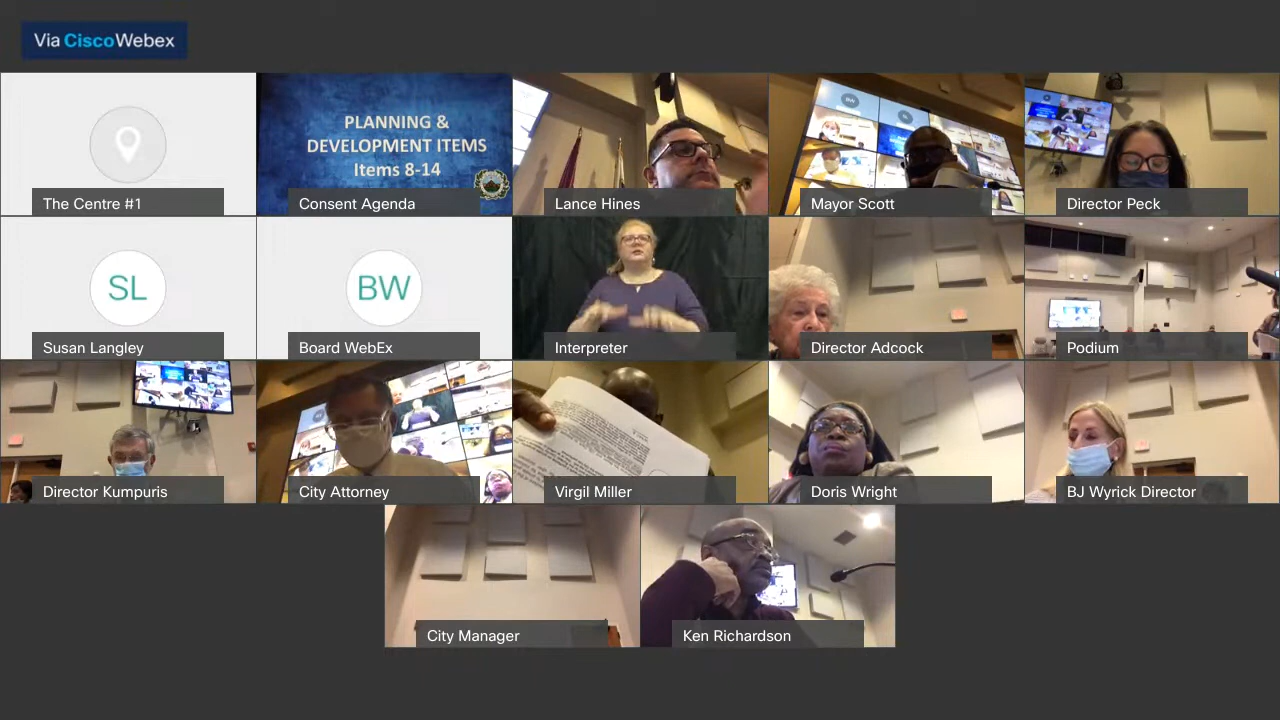 Via Cisco Webex
PLANNING &
DEVELOPMENT ITEMS
Items 8-14
The Centre #1
Consent Agenda
Lance Hines
Mayor Scott
Director Peck
SL
BW
Susan Langley
Board WebEx
Interpreter
Director Adcock
Podium
Director Kumpuris
City Attorney
Virgil Miller
Doris Wright
BJ Wyrick Director
City Manager
Ken Richardson